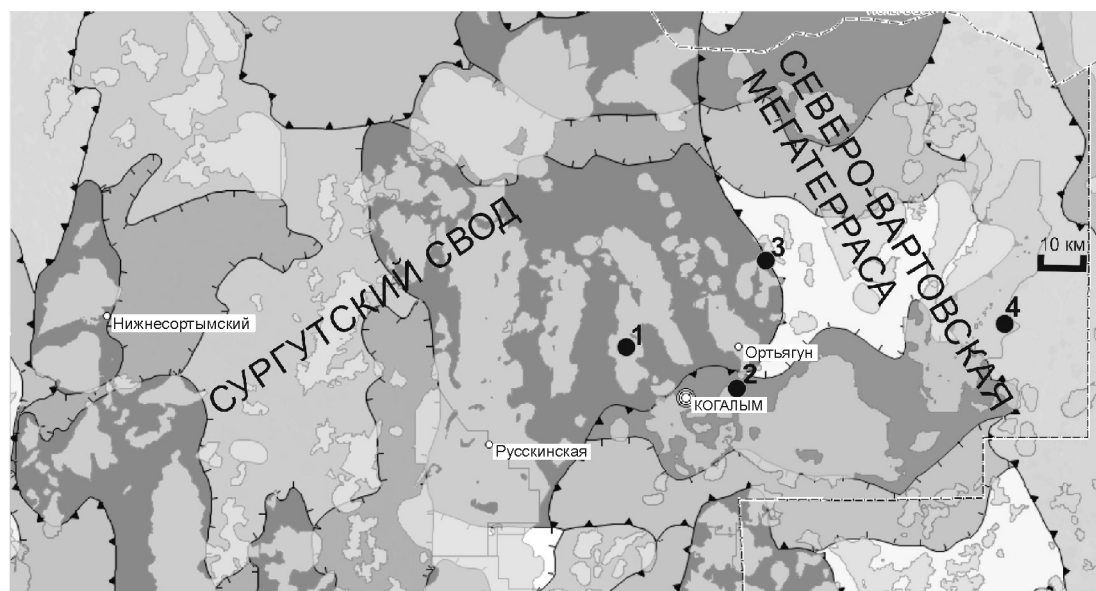 СЕВЕРО-ВАРТОВСКАЯ
МЕГАТЕРРАСА
СУРГУТСКИЙ СВОД
3
10 км
4
Нижнесортымский
1
Ортьягун
2
КОГАЛЫМ
Русскинская